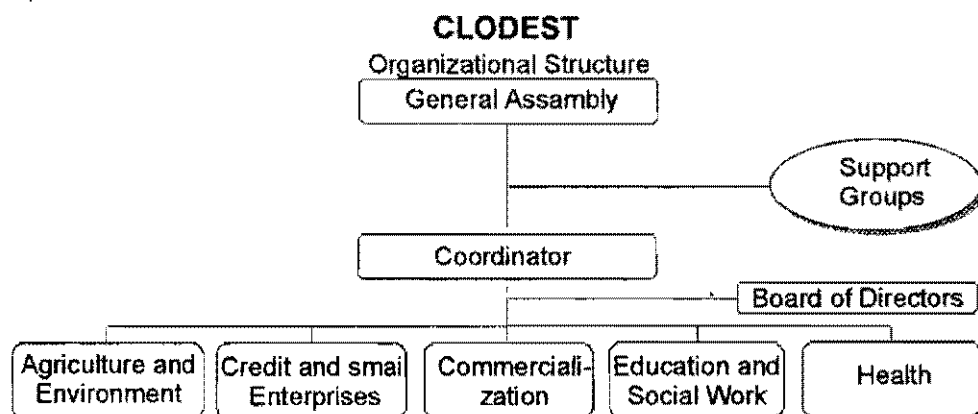 CLODEST
Organizational Structure
General Assambly
Support
Groups
Coordinator
Board of Directors
Agriculture and
Environment
Credit and smai
Enterprises
Commerciali-
zation
Education and
Social Work
Health